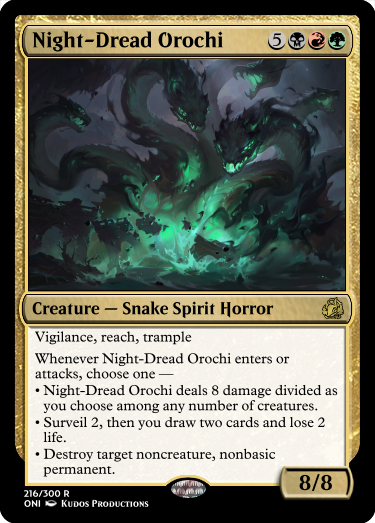 Night-Dread Orochi 5
Creature — Snake Spirit Horror
Vigilance, reach, trample
Whenever Night-Dread Orochi enters or
attacks, choose one —
• Night-Dread Orochi deals 8 damage divided as
you choose among any number of creatures.
• Surveil 2, then you draw two cards and lose 2
life.
• Destroy target noncreature, nonbasic
permanent.
8/8
216/300 R
ONI Kudos Productions